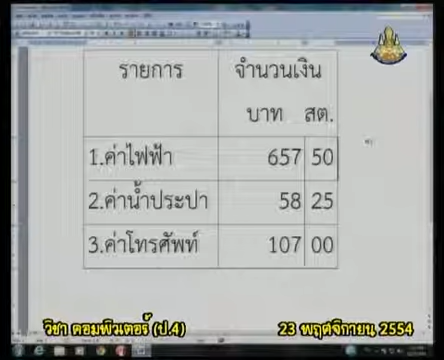 รายการ จำนวนเงิน
บาท สต.
1.ค่าไฟฟ้า 657 50
2.ค่าน้ำประปา 58 25
3.ค่าโทรศัพท์ 107 00
วิชา คอมพิวเตอร์ (ป.4) 23 พฤศจิกายน 2554